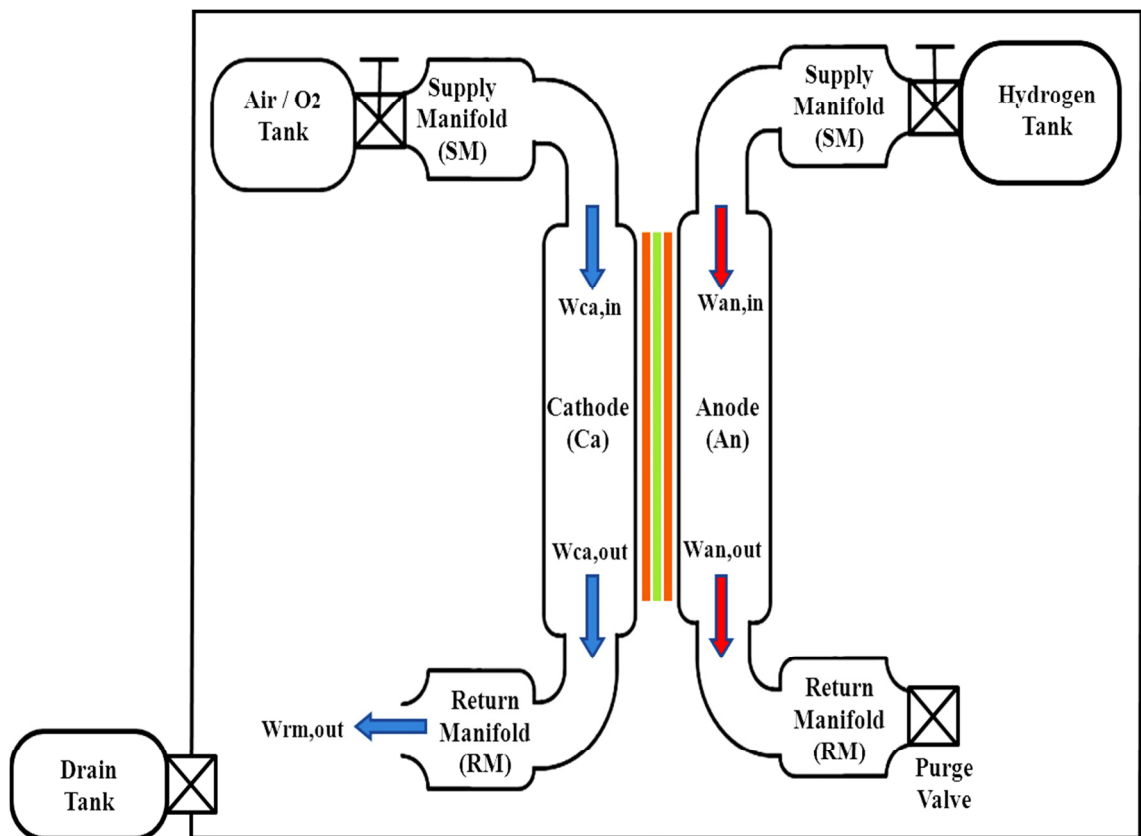 Air / O2
Tank
Supply
Manifold
(SM)
Supply
Manifold
(SM)
Hydrogen
Tank
Wca,in
Wan,in
Cathode
(Ca)
Anode
(An)
Wca,out
Wan,out
Wrm,out
Return
Manifold
(RM)
Return
Manifold
(RM)
Purge
Valve
Drain
Tank